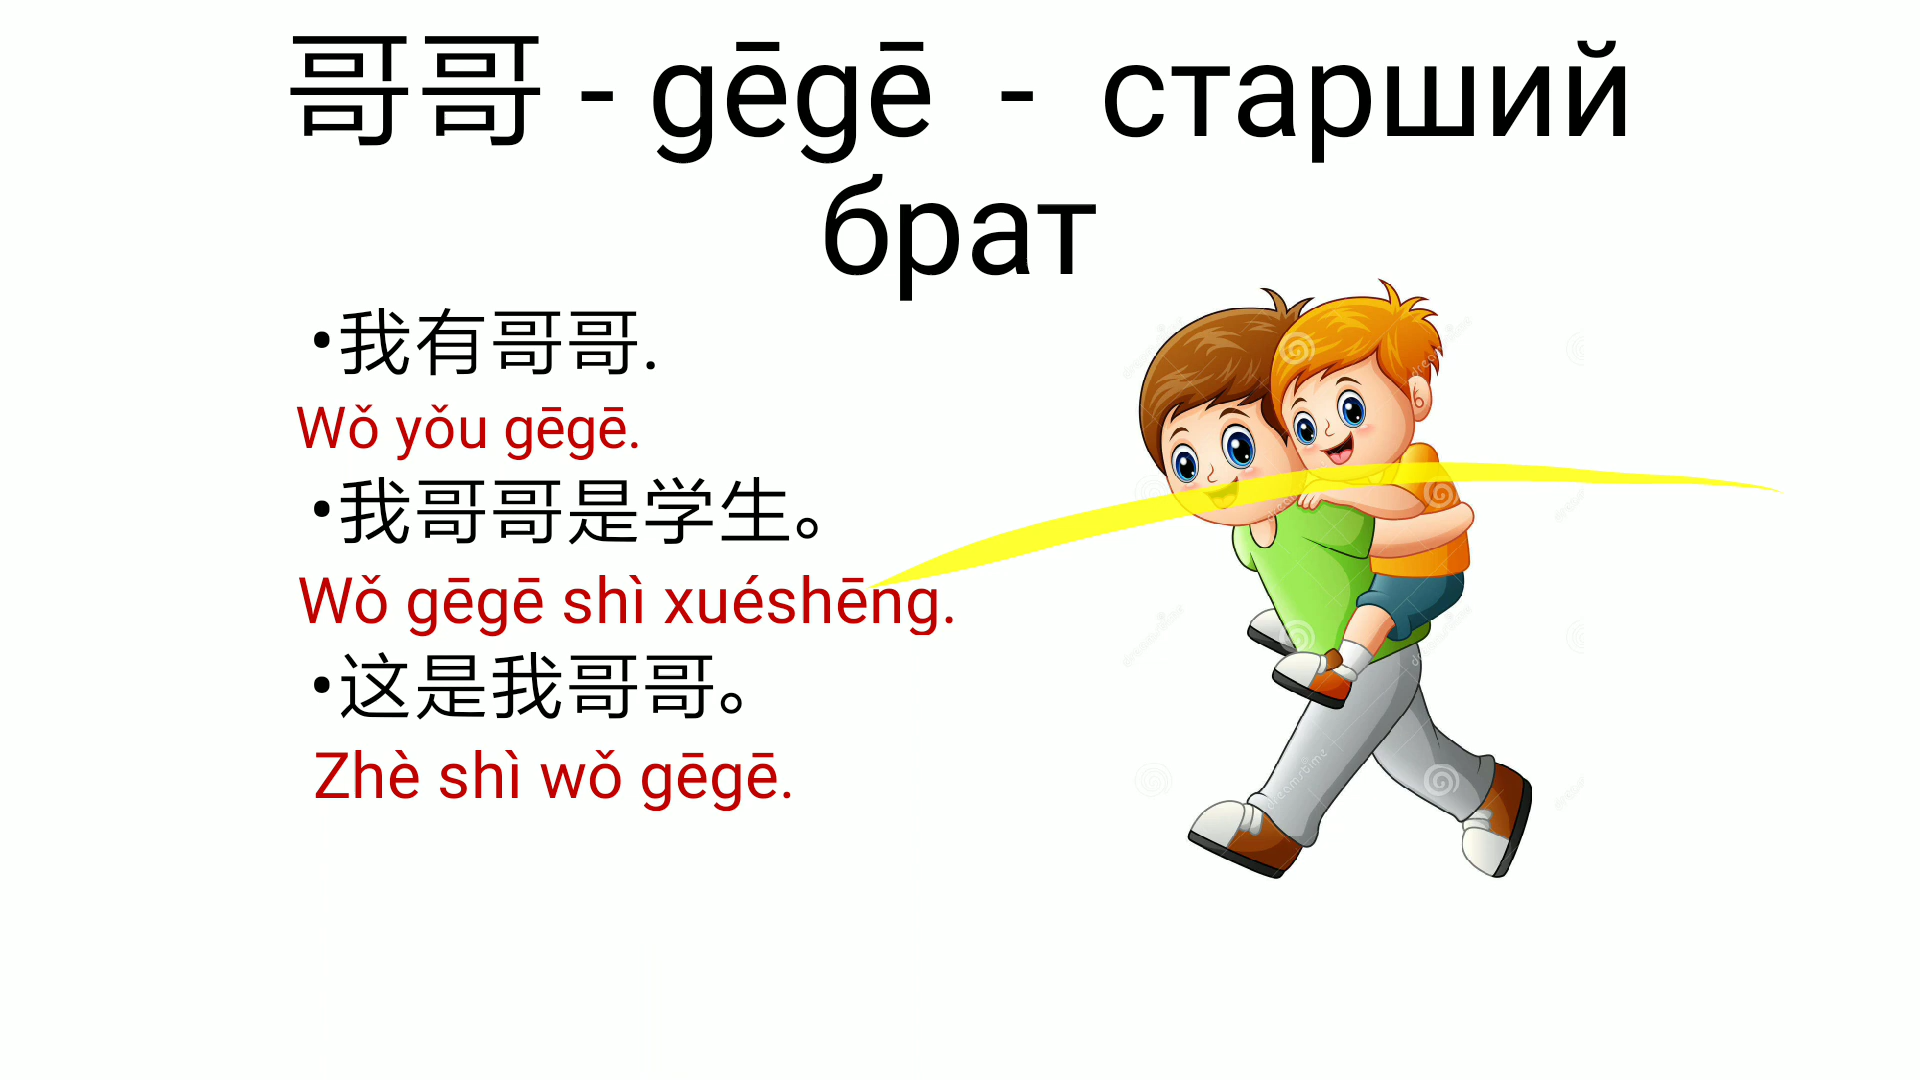 哥哥 - gēgē - старший
брат
•我有哥哥.
Wǒ yǒu gēgē.
•我哥哥是学生。
Wǒ gēgē shì xuéshēng.
•这是我哥哥。
Zhè shì wǒ gēgē.
dreamstime